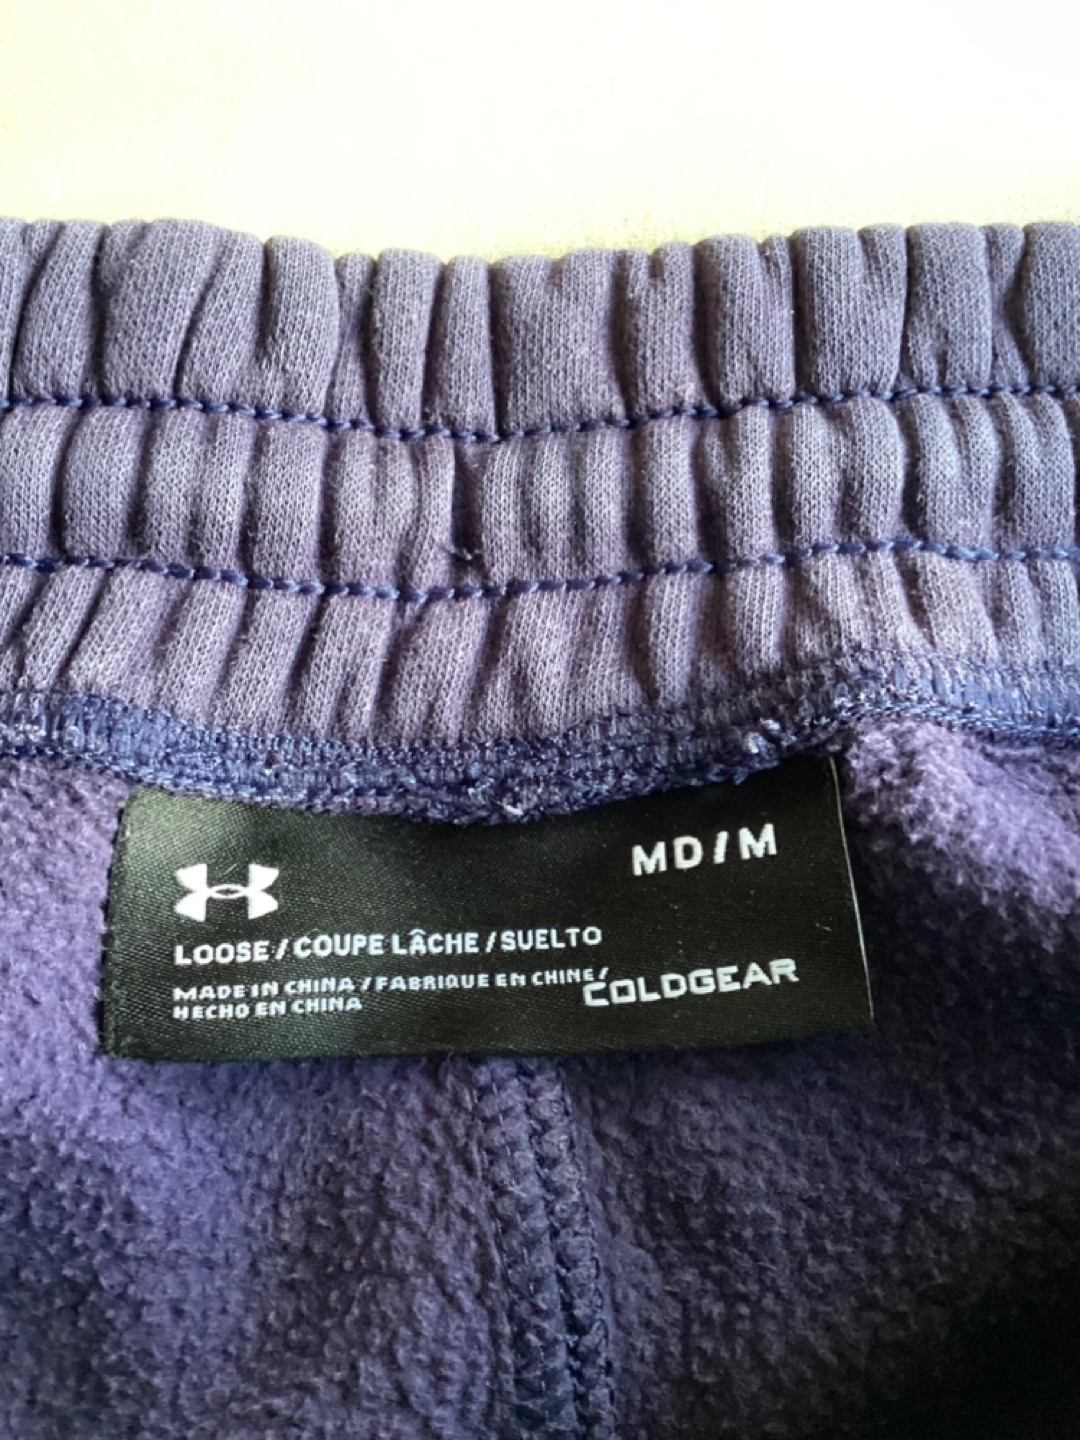 MD/M
LOOSE/COUPE LÂCHE/SUELTO
MADE IN CHINA/FABRIQUE EN CHINE/
HECHO EN CHINA
COLDGEAR